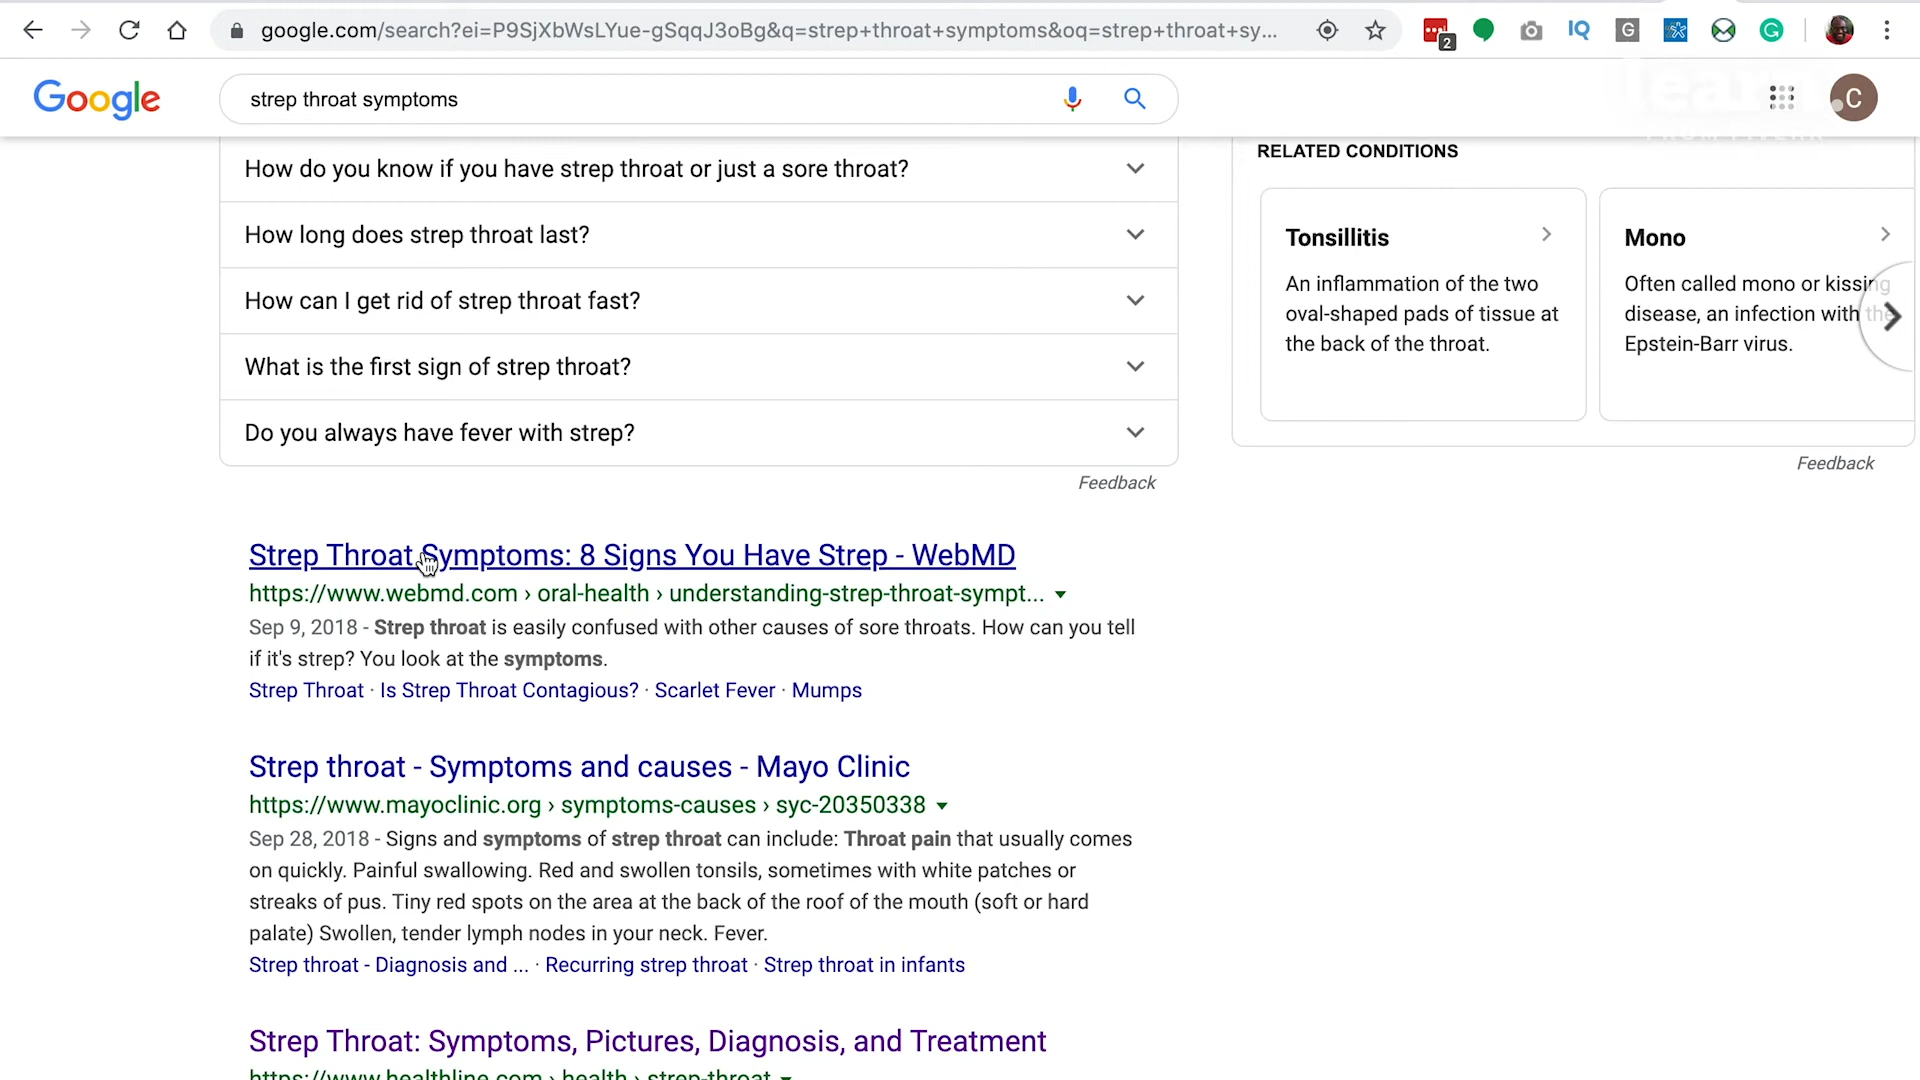 google.com/search?ei=P9SjXbWsLYue-gSqqJ3oBg&q=strep+throat+symptoms&oq=strep+throat+sy...
2
IQ
G
Google
strep throat symptoms
C
How do you know if you have strep throat or just a sore throat?
How long does strep throat last?
How can I get rid of strep throat fast?
What is the first sign of strep throat?
Do you always have fever with strep?
Feedback
RELATED CONDITIONS
Tonsillitis
An inflammation of the two
oval-shaped pads of tissue at
the back of the throat.
Mono
Often called mono or kissing
disease, an infection with the
Epstein-Barr virus.
Feedback
Strep Throat Symptoms: 8 Signs You Have Strep - WebMD
https://www.webmd.com › oral-health › understanding-strep-throat-sympt...
Sep 9, 2018 - Strep throat is easily confused with other causes of sore throats. How can you tell
if it's strep? You look at the symptoms.
Strep Throat · Is Strep Throat Contagious? · Scarlet Fever · Mumps
Strep throat - Symptoms and causes - Mayo Clinic
https://www.mayoclinic.org › symptoms-causes › syc-20350338
Sep 28, 2018 - Signs and symptoms of strep throat can include: Throat pain that usually comes
on quickly. Painful swallowing. Red and swollen tonsils, sometimes with white patches or
streaks of pus. Tiny red spots on the area at the back of the roof of the mouth (soft or hard
palate) Swollen, tender lymph nodes in your neck. Fever.
Strep throat - Diagnosis and ... · Recurring strep throat · Strep throat in infants
Strep Throat: Symptoms, Pictures, Diagnosis, and Treatment
https://www.healthline.com › health › strep-throat